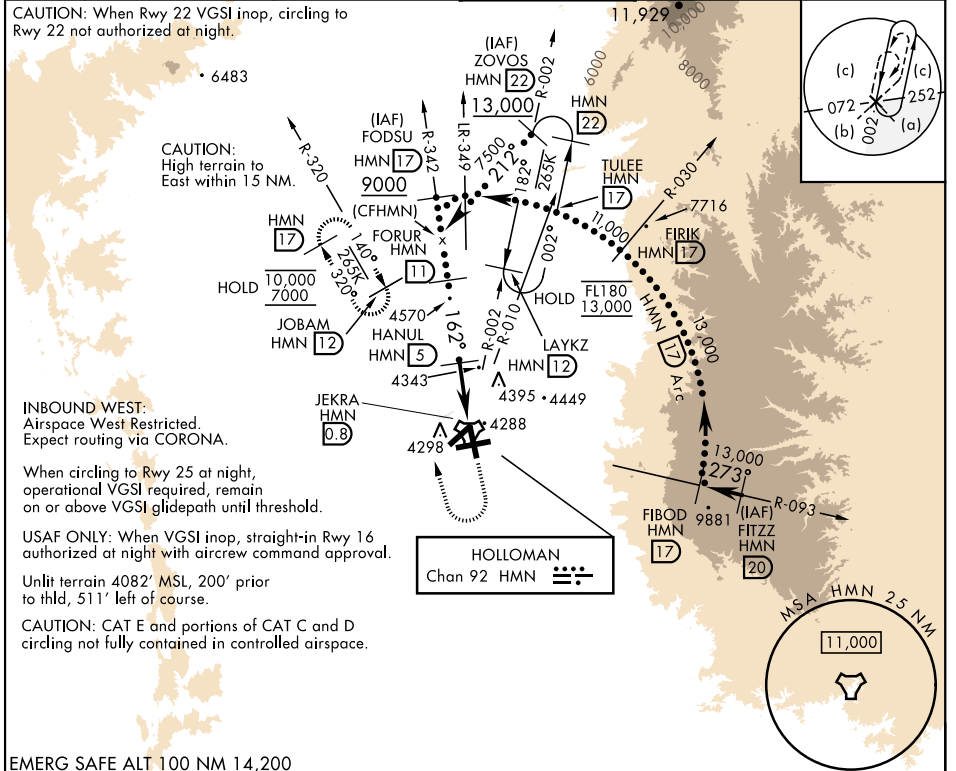 CAUTION: When Rwy 22 VGSI inop, circling to
Rwy 22 not authorized at night.
6483
11,929
10,000
8000
6000
(c)
(c)
072
252
(b)
(a)
002
(IAF)
ZOVOS
HMN 22
13,000
R-002
HMN
22
(IAF)
FODSU
HMN 17
9000
R-342
LR-349
7500
212°
182°
265K
002°
CAUTION:
High terrain to
East within 15 NM.
R-320
TULEE
HMN
17
R-030
7716
11,000
FIRIK
HMN 17
(CFHMN)
x
FORUR
HMN
11
HMN
17
140°
265K
320°
HOLD 10,000
7000
HOLD FL180
13,000
HMN 17 Arc
13,000
JOBAM
HMN 12
4570
162°
HANUL
HMN 5
4343
R-002
R-010
LAYKZ
HMN 12
4395
4449
JEKRA
HMN
0.8
4288
4298
INBOUND WEST:
Airspace West Restricted.
Expect routing via CORONA.
When circling to Rwy 25 at night,
operational VGSI required, remain
on or above VGSI glidepath until threshold.
13,000
273°
R-093
FIBOD
HMN
17
9881
(IAF)
FITZZ
HMN
20
USAF ONLY: When VGSI inop, straight-in Rwy 16
authorized at night with aircrew command approval.
HOLLOMAN
Chan 92 HMN
Unlit terrain 4082' MSL, 200' prior
to thld, 511' left of course.
CAUTION: CAT E and portions of CAT C and D
circling not fully contained in controlled airspace.
MSA HMN 25 NM
11,000
EMERG SAFE ALT 100 NM 14,200